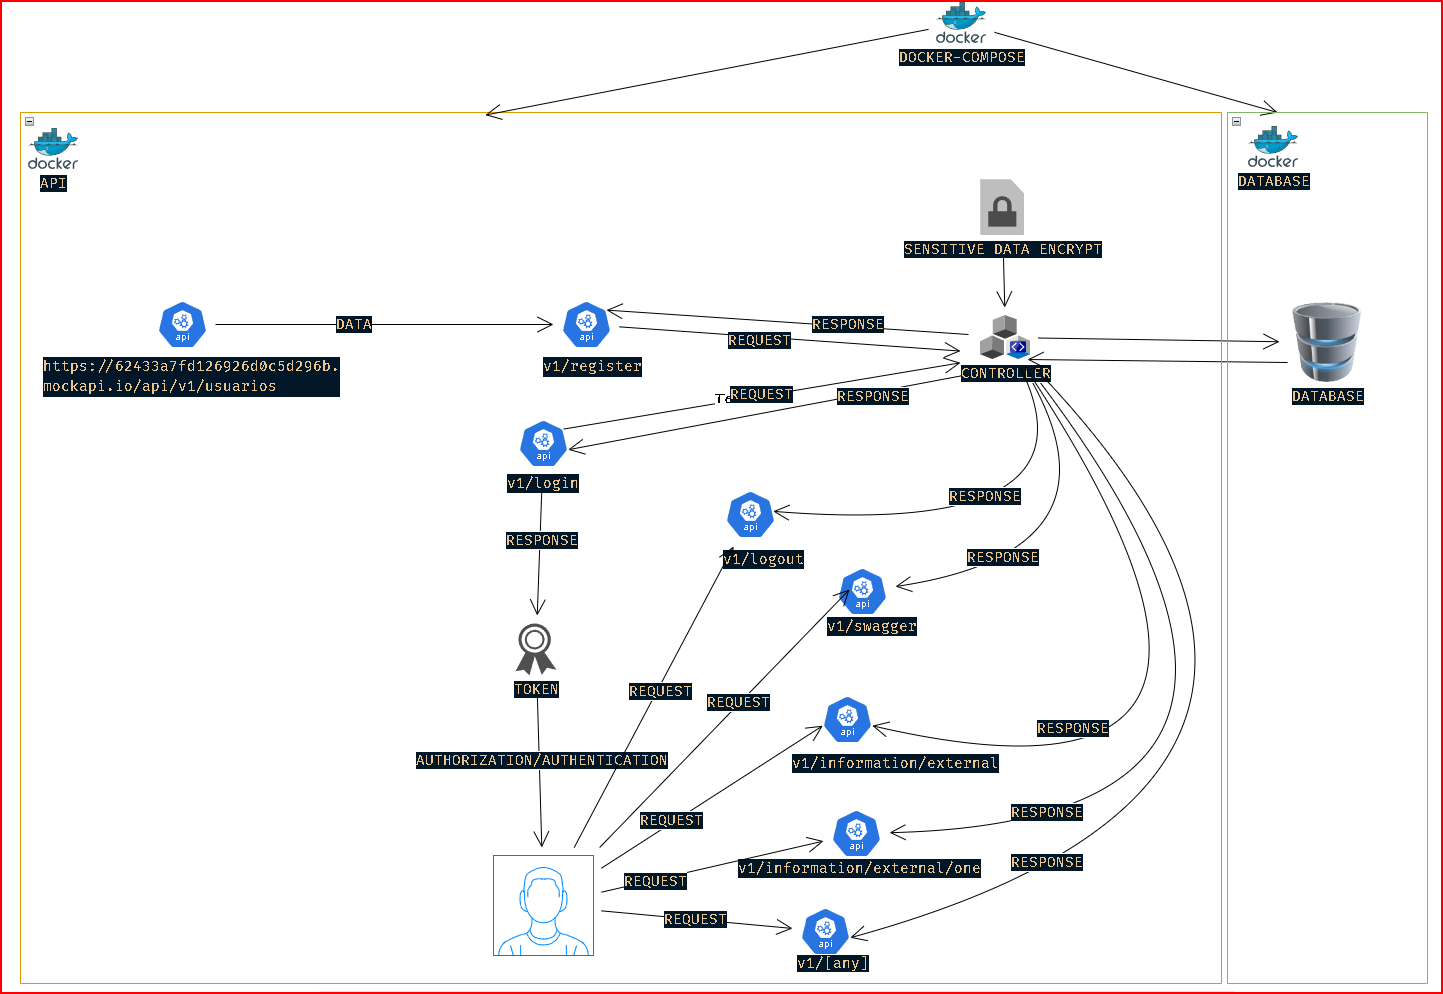 docker
DOCKER-COMPOSE
docker
API
docker
DATABASE
SENSITIVE DATA ENCRYPT
api
DATA
api
RESPONSE
REQUEST
https://62433a7fd126926d0c5d296b.
mockapi.io/api/v1/usuarios
v1/register
CONTROLLER
DATABASE
Te
REQUEST
RESPONSE
api
v1/login
RESPONSE
RESPONSE
api
v1/logout
RESPONSE
api
v1/swagger
TOKEN
REQUEST
REQUEST
api
RESPONSE
v1/information/external
AUTHORIZATION/AUTHENTICATION
REQUEST
RESPONSE
api
v1/information/external/one
RESPONSE
REQUEST
REQUEST
api
v1/[any]